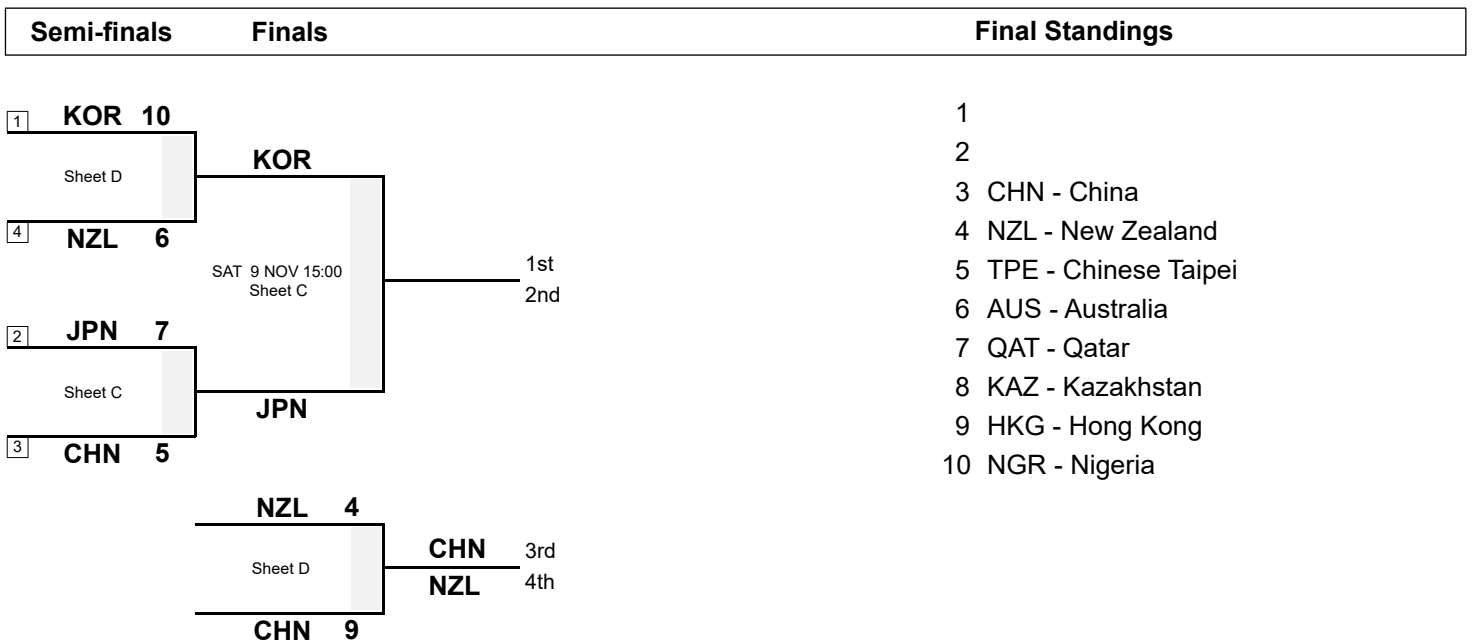 Semi-finals Finals Final Standings
1 KOR 10
Sheet D
4 NZL 6
KOR
SAT 9 NOV 15:00
Sheet C
JPN
1st
2nd
2 JPN 7
Sheet C
3 CHN 5
NZL 4
Sheet D
CHN 9
CHN 3rd
NZL 4th
1
2
3 CHN - China
4 NZL - New Zealand
5 TPE - Chinese Taipei
6 AUS - Australia
7 QAT - Qatar
8 KAZ - Kazakhstan
9 HKG - Hong Kong
10 NGR - Nigeria